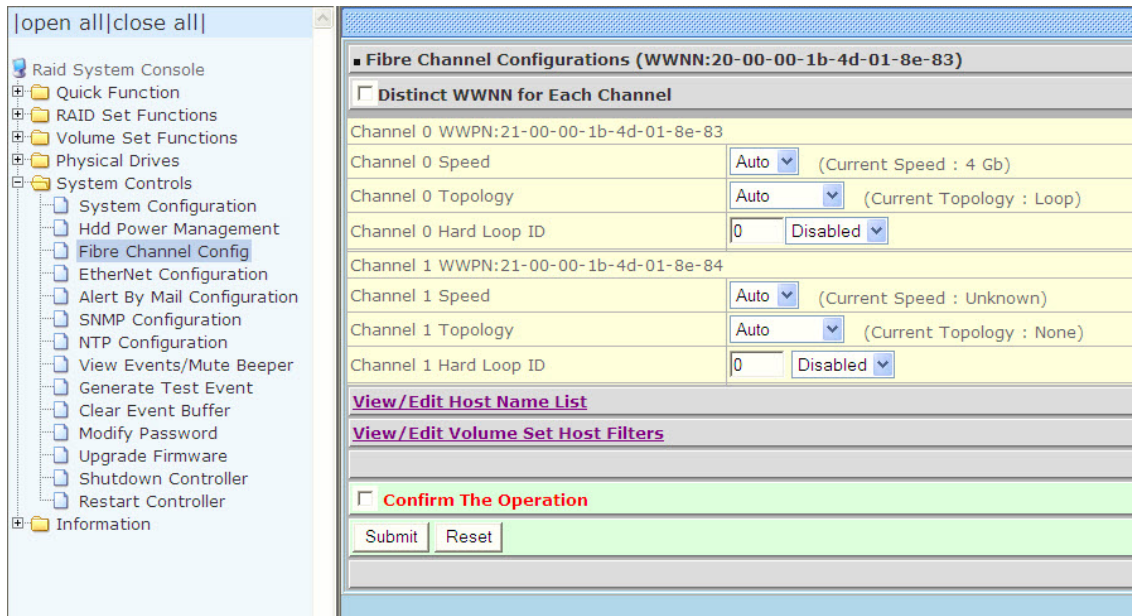 |open all|close all|
Raid System Console
Quick Function
RAID Set Functions
Volume Set Functions
Physical Drives
System Controls
System Configuration
Hdd Power Management
Fibre Channel Config
EtherNet Configuration
Alert By Mail Configuration
SNMP Configuration
NTP Configuration
View Events/Mute Beeper
Generate Test Event
Clear Event Buffer
Modify Password
Upgrade Firmware
Shutdown Controller
Restart Controller
Information
Fibre Channel Configurations (WWNN:20-00-00-1b-4d-01-8e-83)
Distinct WWNN for Each Channel
Channel 0 WWPN:21-00-00-1b-4d-01-8e-83
Channel 0 Speed Auto (Current Speed : 4 Gb)
Channel 0 Topology Auto (Current Topology : Loop)
Channel 0 Hard Loop ID 0 Disabled
Channel 1 WWPN:21-00-00-1b-4d-01-8e-84
Channel 1 Speed Auto (Current Speed : Unknown)
Channel 1 Topology Auto (Current Topology : None)
Channel 1 Hard Loop ID 0 Disabled
View/Edit Host Name List
View/Edit Volume Set Host Filters
Confirm The Operation
Submit Reset